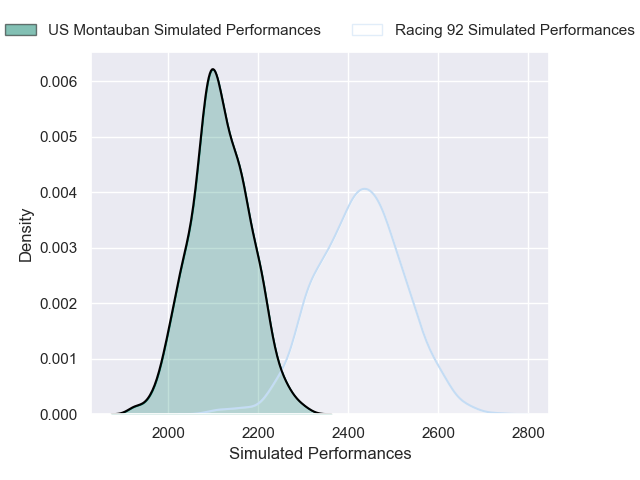 US Montauban Simulated Performances
Racing 92 Simulated Performances
0.006
0.005
0.004
0.003
0.002
0.001
0.000
Density
2000 2200 2400 2600 2800
Simulated Performances